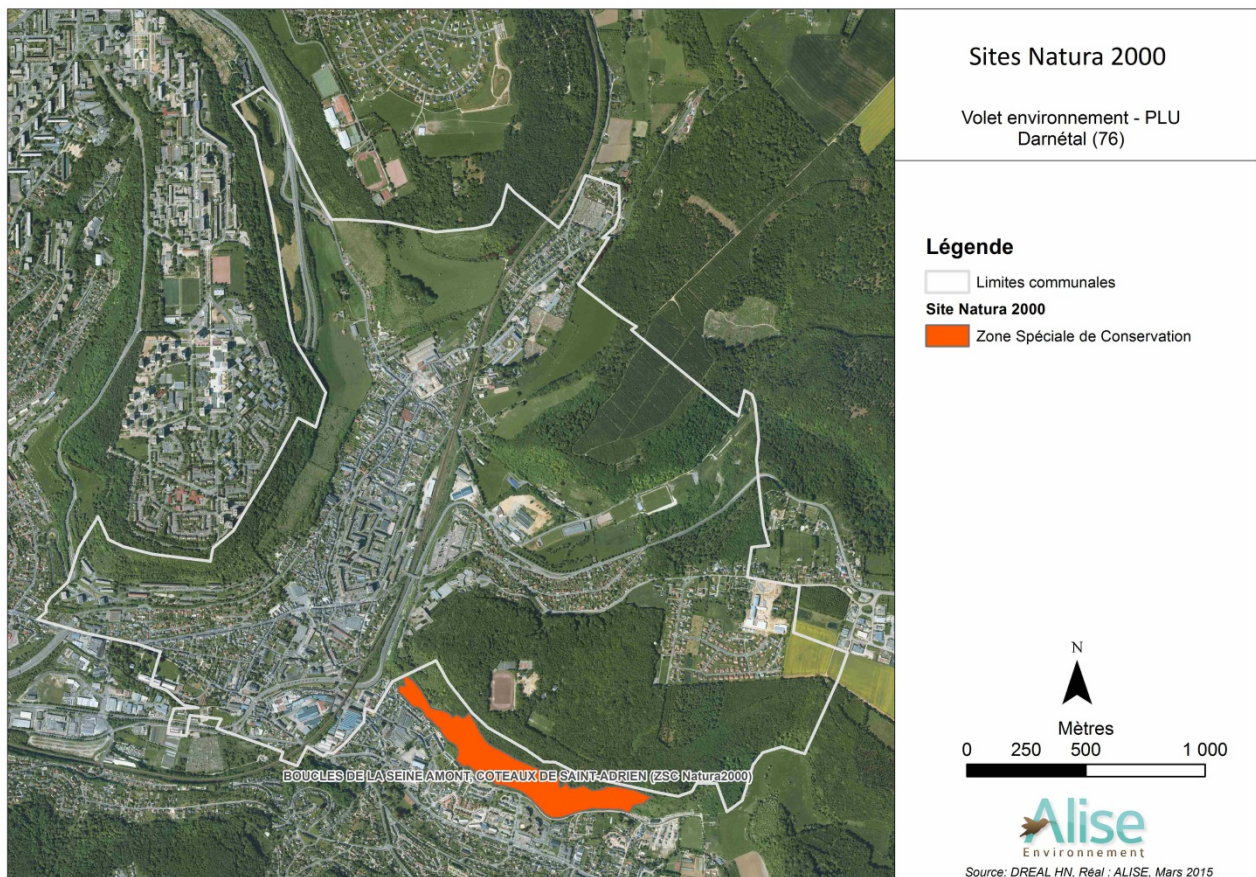 Sites Natura 2000
Volet environnement - PLU
Darnétal (76)
Légende
Limites communales
Site Natura 2000
Zone Spéciale de Conservation
BOUCLES DE LA SEINE AMONT, COTEAUX DE SAINT-ADRIEN (ZSC Natura2000)
N
Mètres
0 250 500 1 000
Alise
Environnement
Source: DREAL HN, Réal : ALISE, Mars 2015